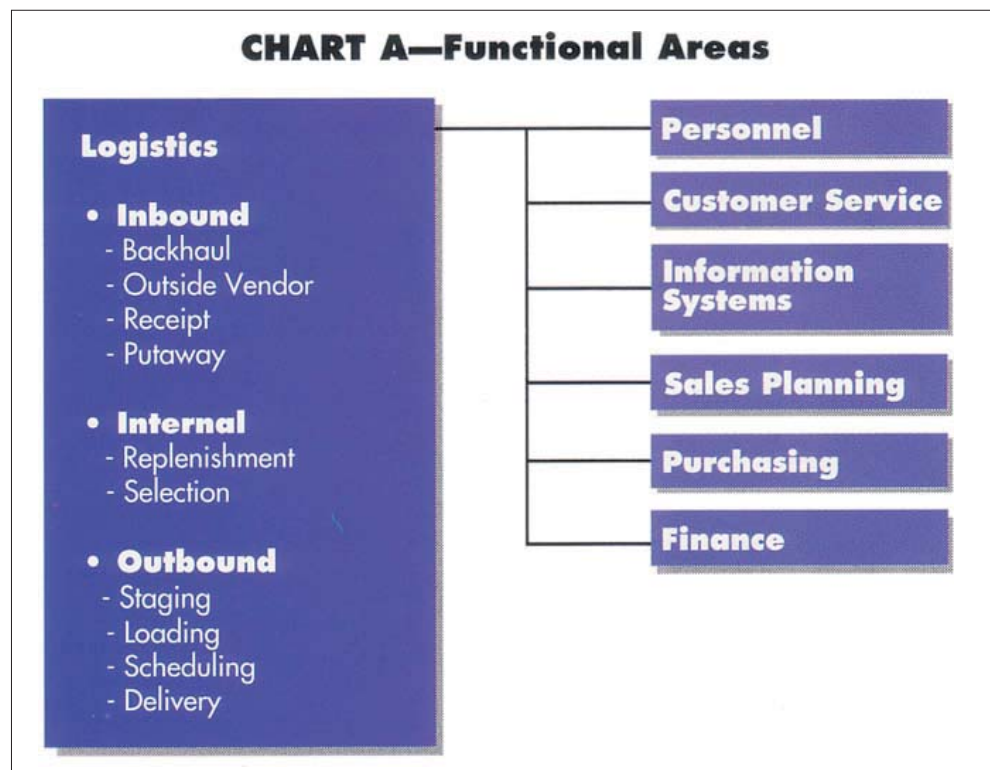 CHART A—Functional Areas
Logistics
• Inbound
- Backhaul
- Outside Vendor
- Receipt
- Putaway
• Internal
- Replenishment
- Selection
• Outbound
- Staging
- Loading
- Scheduling
- Delivery
Personnel
Customer Service
Information
Systems
Sales Planning
Purchasing
Finance